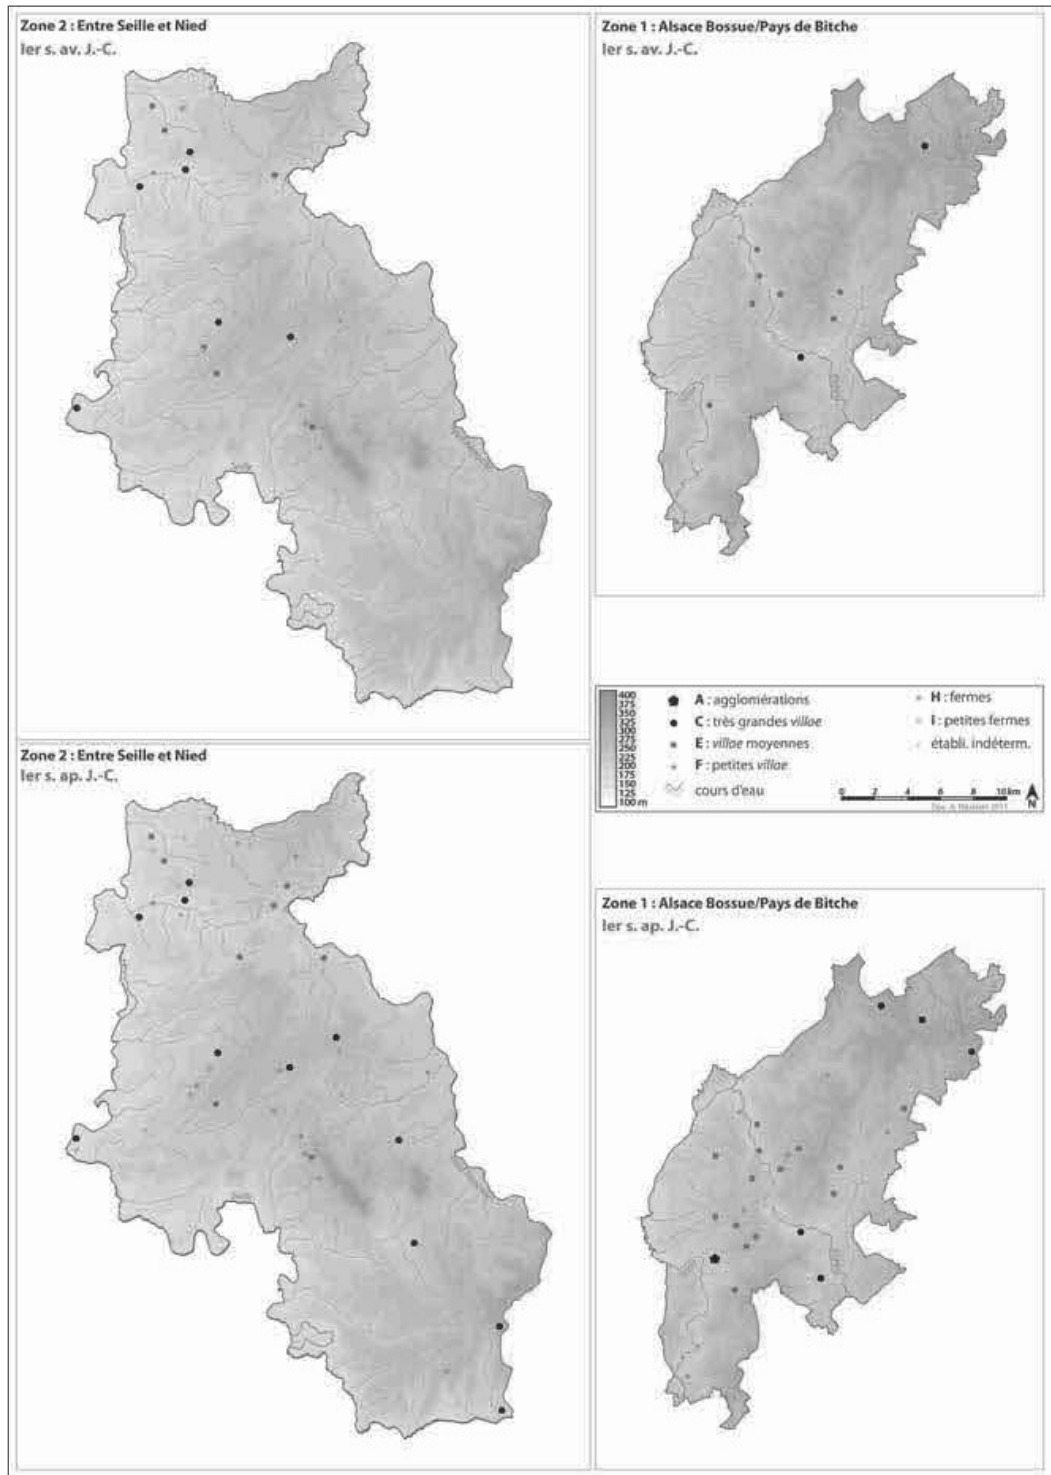 Zone 2 : Entre Seille et Nied
Ier s. av. J.-C.
Zone 1 : Alsace Bossue/Pays de Bitche
Ier s. av. J.-C.
400
375
350
325
300
275
250
225
200
175
150
125
100 m
A : agglomérations
C : très grandes villae
E : villae moyennes
F : petites villae
cours d'eau
H : fermes
I : petites fermes
établi. indéterm.
0 2 4 6 8 10 km
N
Zone 2 : Entre Seille et Nied
Ier s. ap. J.-C.
Zone 1 : Alsace Bossue/Pays de Bitche
Ier s. ap. J.-C.